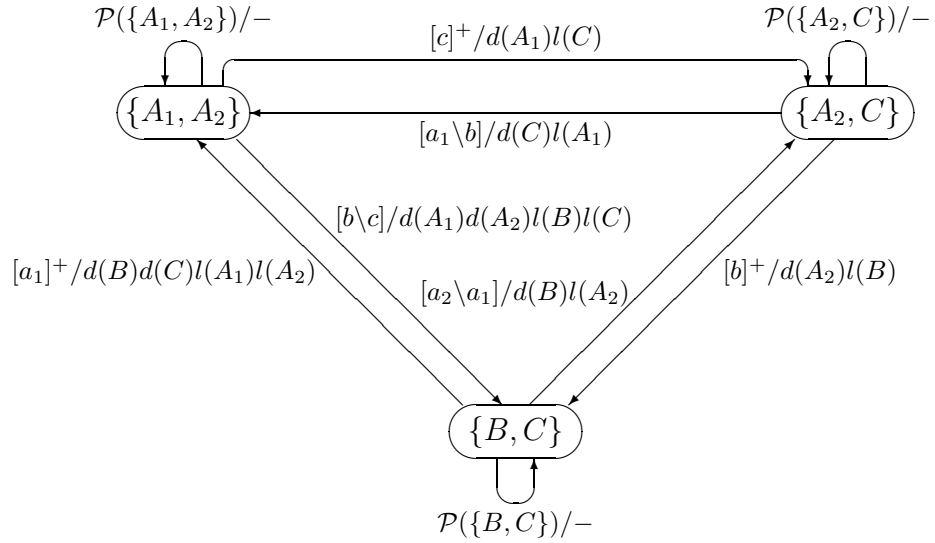 𝒫({A₁, A₂})/−
[c]⁺/d(A₁)l(C)
𝒫({A₂, C})/−
{A₁, A₂}
{A₂, C}
[a₁\b]/d(C)l(A₁)
[b\c]/d(A₁)d(A₂)l(B)l(C)
[a₁]⁺/d(B)d(C)l(A₁)l(A₂)
[b]⁺/d(A₂)l(B)
[a₂\a₁]/d(B)l(A₂)
{B, C}
𝒫({B, C})/−